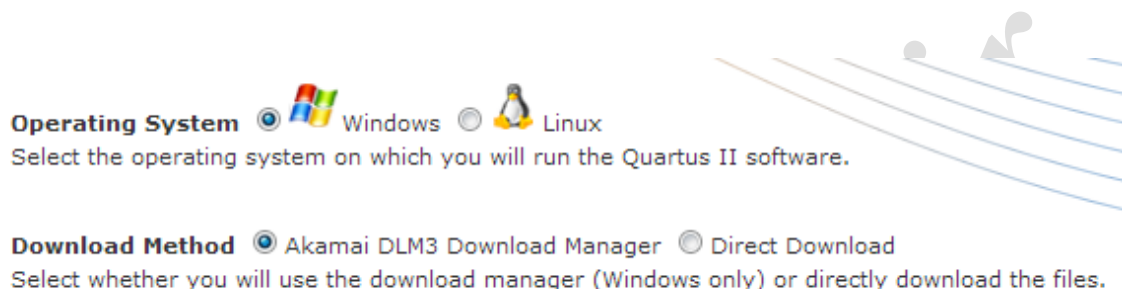 Operating System Windows Linux
Select the operating system on which you will run the Quartus II software.
Download Method Akamai DLM3 Download Manager Direct Download
Select whether you will use the download manager (Windows only) or directly download the files.